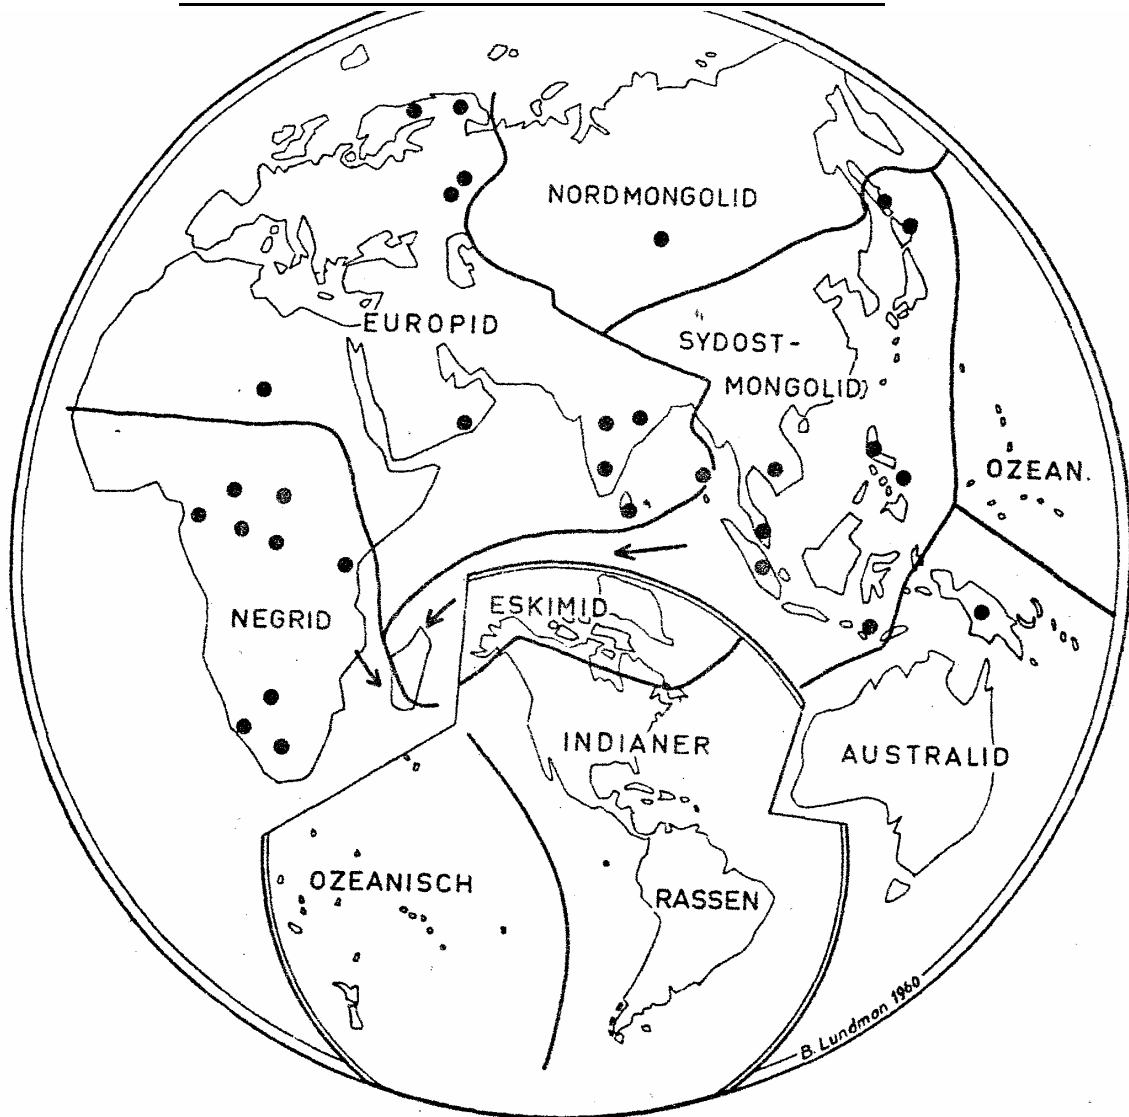 NORDMONGOLID
EUROPID
SYDOST-
MONGOLID
OZEAN.
NEGRID
ESKIMID
INDIANER
AUSTRALID
OZEANISCH
RASSEN
B. Lundman 1960